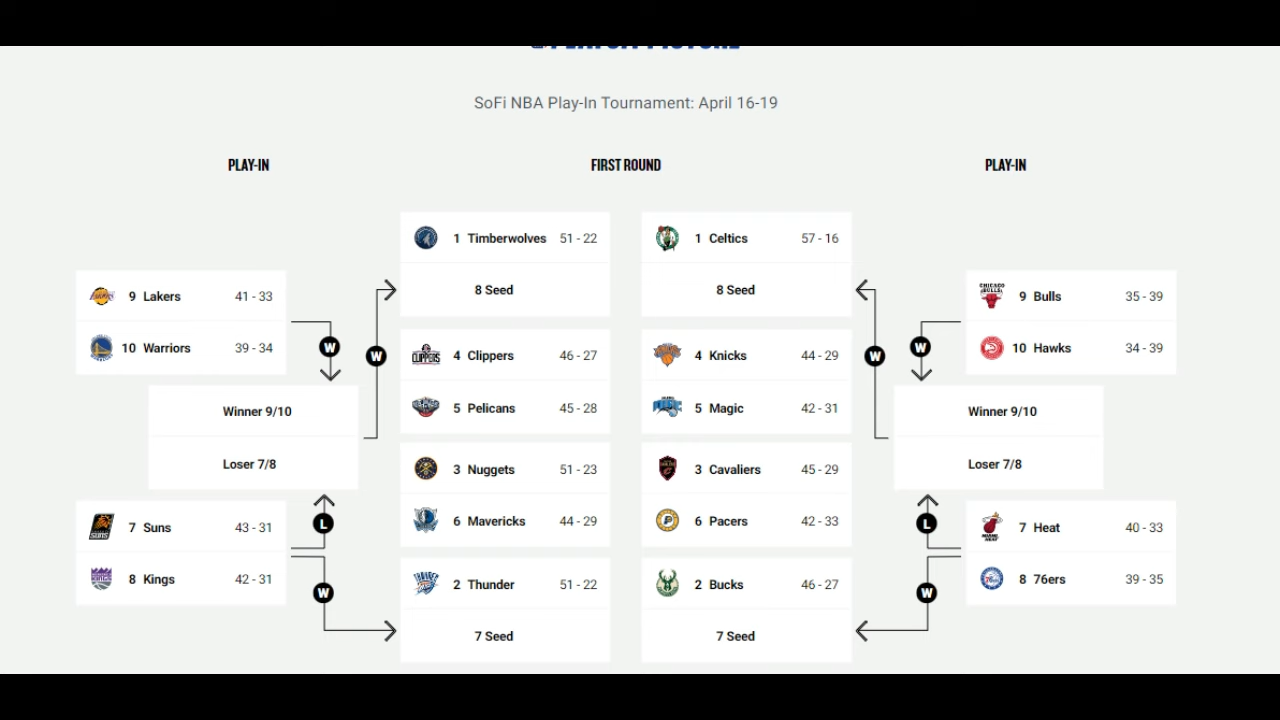 SoFi NBA Play-In Tournament: April 16-19
PLAY-IN
FIRST ROUND
PLAY-IN
9 Lakers 41 - 33
10 Warriors 39 - 34
W
Winner 9/10
Loser 7/8
W
7 Suns 43 - 31
8 Kings 42 - 31
L
W
1 Timberwolves 51 - 22
8 Seed
4 Clippers 46 - 27
5 Pelicans 45 - 28
3 Nuggets 51 - 23
6 Mavericks 44 - 29
2 Thunder 51 - 22
7 Seed
1 Celtics 57 - 16
8 Seed
4 Knicks 44 - 29
5 Magic 42 - 31
3 Cavaliers 45 - 29
6 Pacers 42 - 33
2 Bucks 46 - 27
7 Seed
9 Bulls 35 - 39
10 Hawks 34 - 39
W
Winner 9/10
Loser 7/8
W
7 Heat 40 - 33
8 76ers 39 - 35
L
W